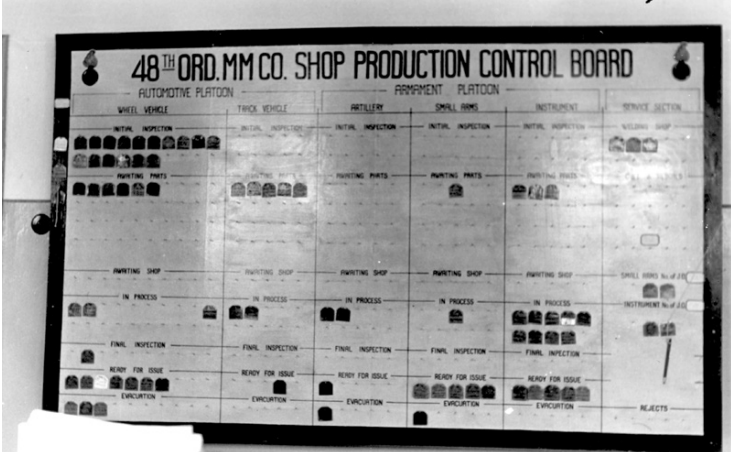 48TH ORD. MM CO. SHOP PRODUCTION CONTROL BOARD
AUTOMOTIVE PLATOON ARMAMENT PLATOON
WHEEL VEHICLE TRACK VEHICLE ARTILLERY SMALL ARMS INSTRUMENT SERVICE SECTION
INITIAL INSPECTION INITIAL INSPECTION INITIAL INSPECTION INITIAL INSPECTION INITIAL INSPECTION WELDING SHOP
AWAITING PARTS AWAITING PARTS AWAITING PARTS AWAITING PARTS AWAITING PARTS
AWAITING SHOP AWAITING SHOP AWAITING SHOP AWAITING SHOP AWAITING SHOP SMALL ARMS No. of J.O.
IN PROCESS IN PROCESS IN PROCESS IN PROCESS IN PROCESS INSTRUMENT No. of J.O.
FINAL INSPECTION FINAL INSPECTION FINAL INSPECTION FINAL INSPECTION FINAL INSPECTION
READY FOR ISSUE READY FOR ISSUE READY FOR ISSUE READY FOR ISSUE READY FOR ISSUE
EVACUATION EVACUATION EVACUATION EVACUATION EVACUATION REJECTS